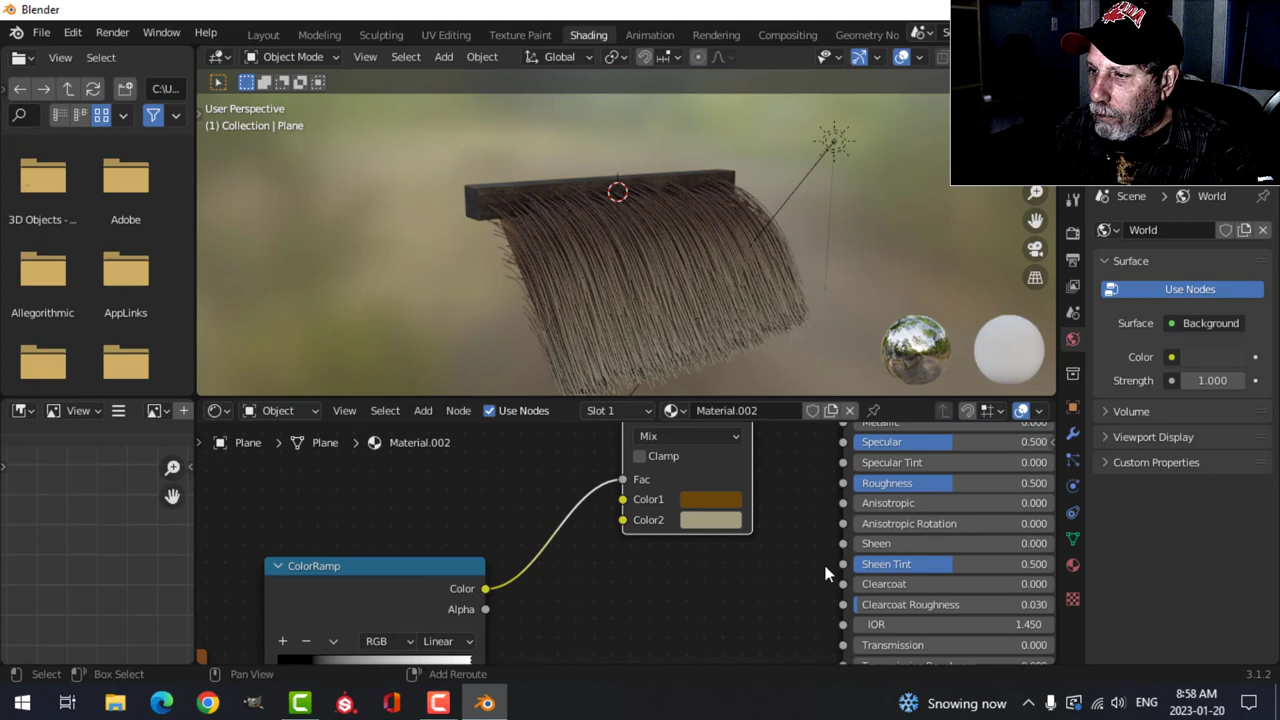 Blender
File Edit Render Window Help
Layout Modeling Sculpting UV Editing Texture Paint Shading Animation Rendering Compositing Geometry No
View Select
Object Mode View Select Add Object Global
C:\U...
User Perspective
(1) Collection | Plane
3D Objects - ... Adobe
Allegorithmic AppLinks
Scene World
World
Surface
Use Nodes
Surface Background
Color
Strength 1.000
Volume
Viewport Display
Custom Properties
View
Object View Select Add Node Use Nodes Slot 1 Material.002
Plane Plane Material.002
Mix
Clamp
Fac
Color1
Color2
ColorRamp
Color
Alpha
RGB Linear
Metallic 0.000
Specular 0.500
Specular Tint 0.000
Roughness 0.500
Anisotropic 0.000
Anisotropic Rotation 0.000
Sheen 0.000
Sheen Tint 0.500
Clearcoat 0.000
Clearcoat Roughness 0.030
IOR 1.450
Transmission 0.000
Select Box Select Pan View Add Reroute 3.1.2
Snowing now ENG 8:58 AM
2023-01-20